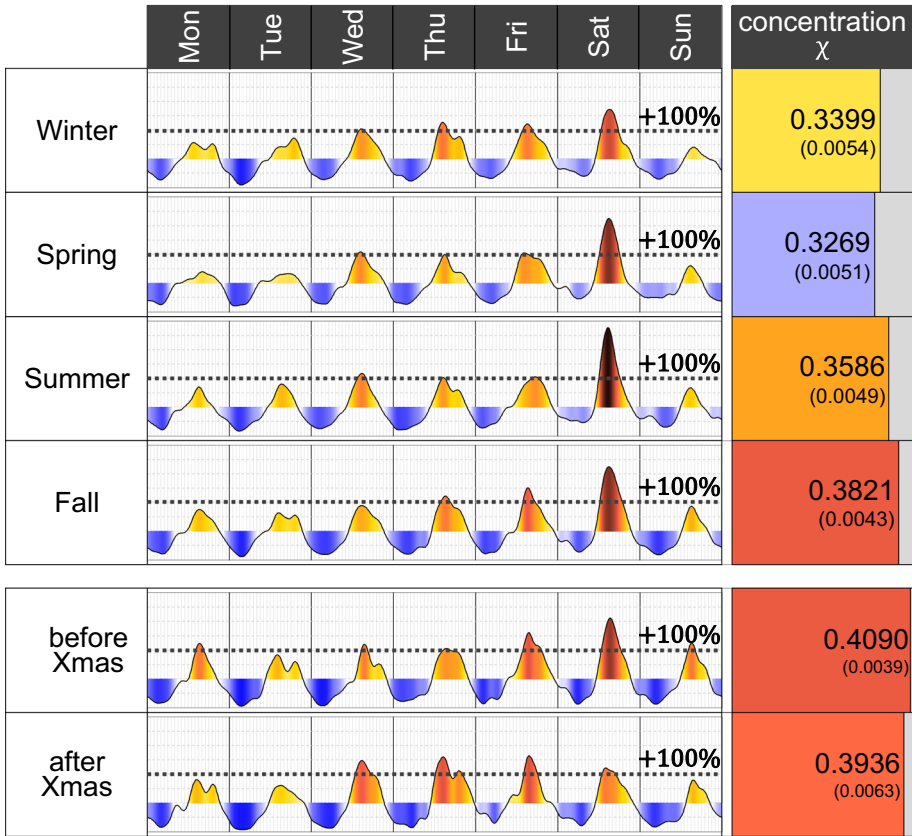 Mon Tue Wed Thu Fri Sat Sun
concentration
χ
Winter
+100%
0.3399
(0.0054)
Spring
+100%
0.3269
(0.0051)
Summer
+100%
0.3586
(0.0049)
Fall
+100%
0.3821
(0.0043)
before
Xmas
+100%
0.4090
(0.0039)
after
Xmas
+100%
0.3936
(0.0063)